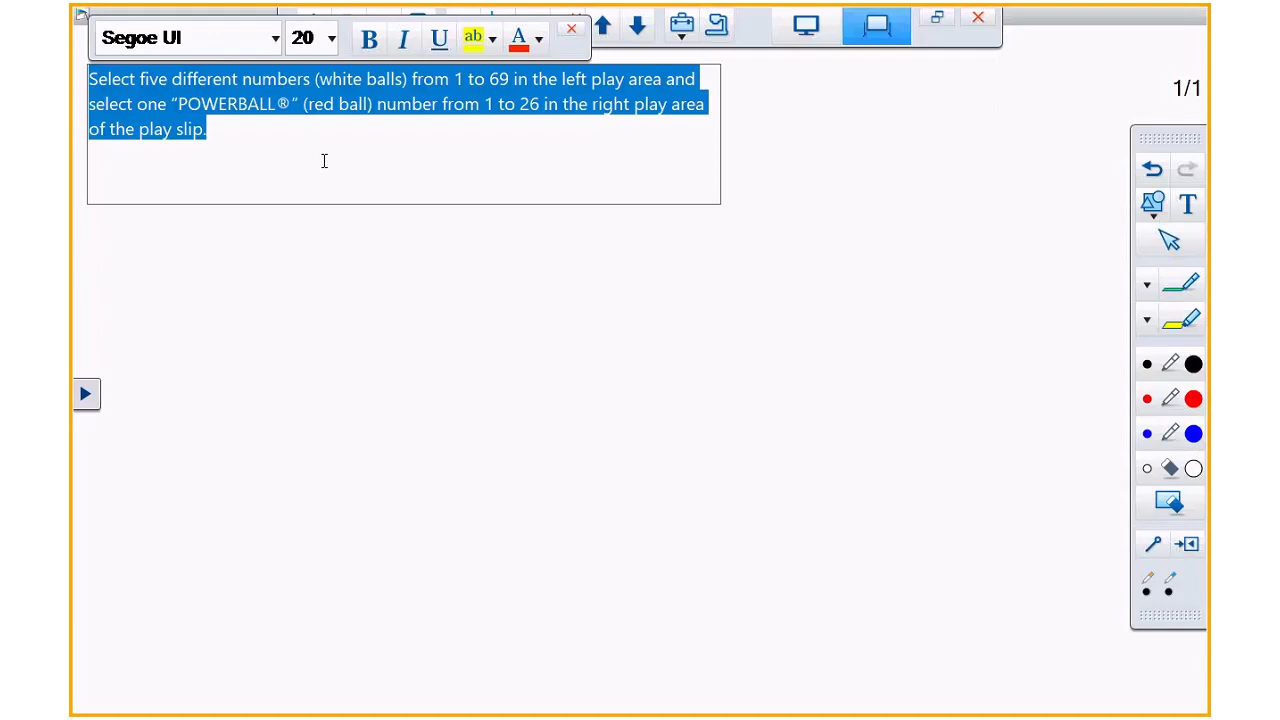 Segoe UI
20
B I U ab A
Select five different numbers (white balls) from 1 to 69 in the left play area and
select one “POWERBALL®” (red ball) number from 1 to 26 in the right play area
of the play slip.
1/1
T